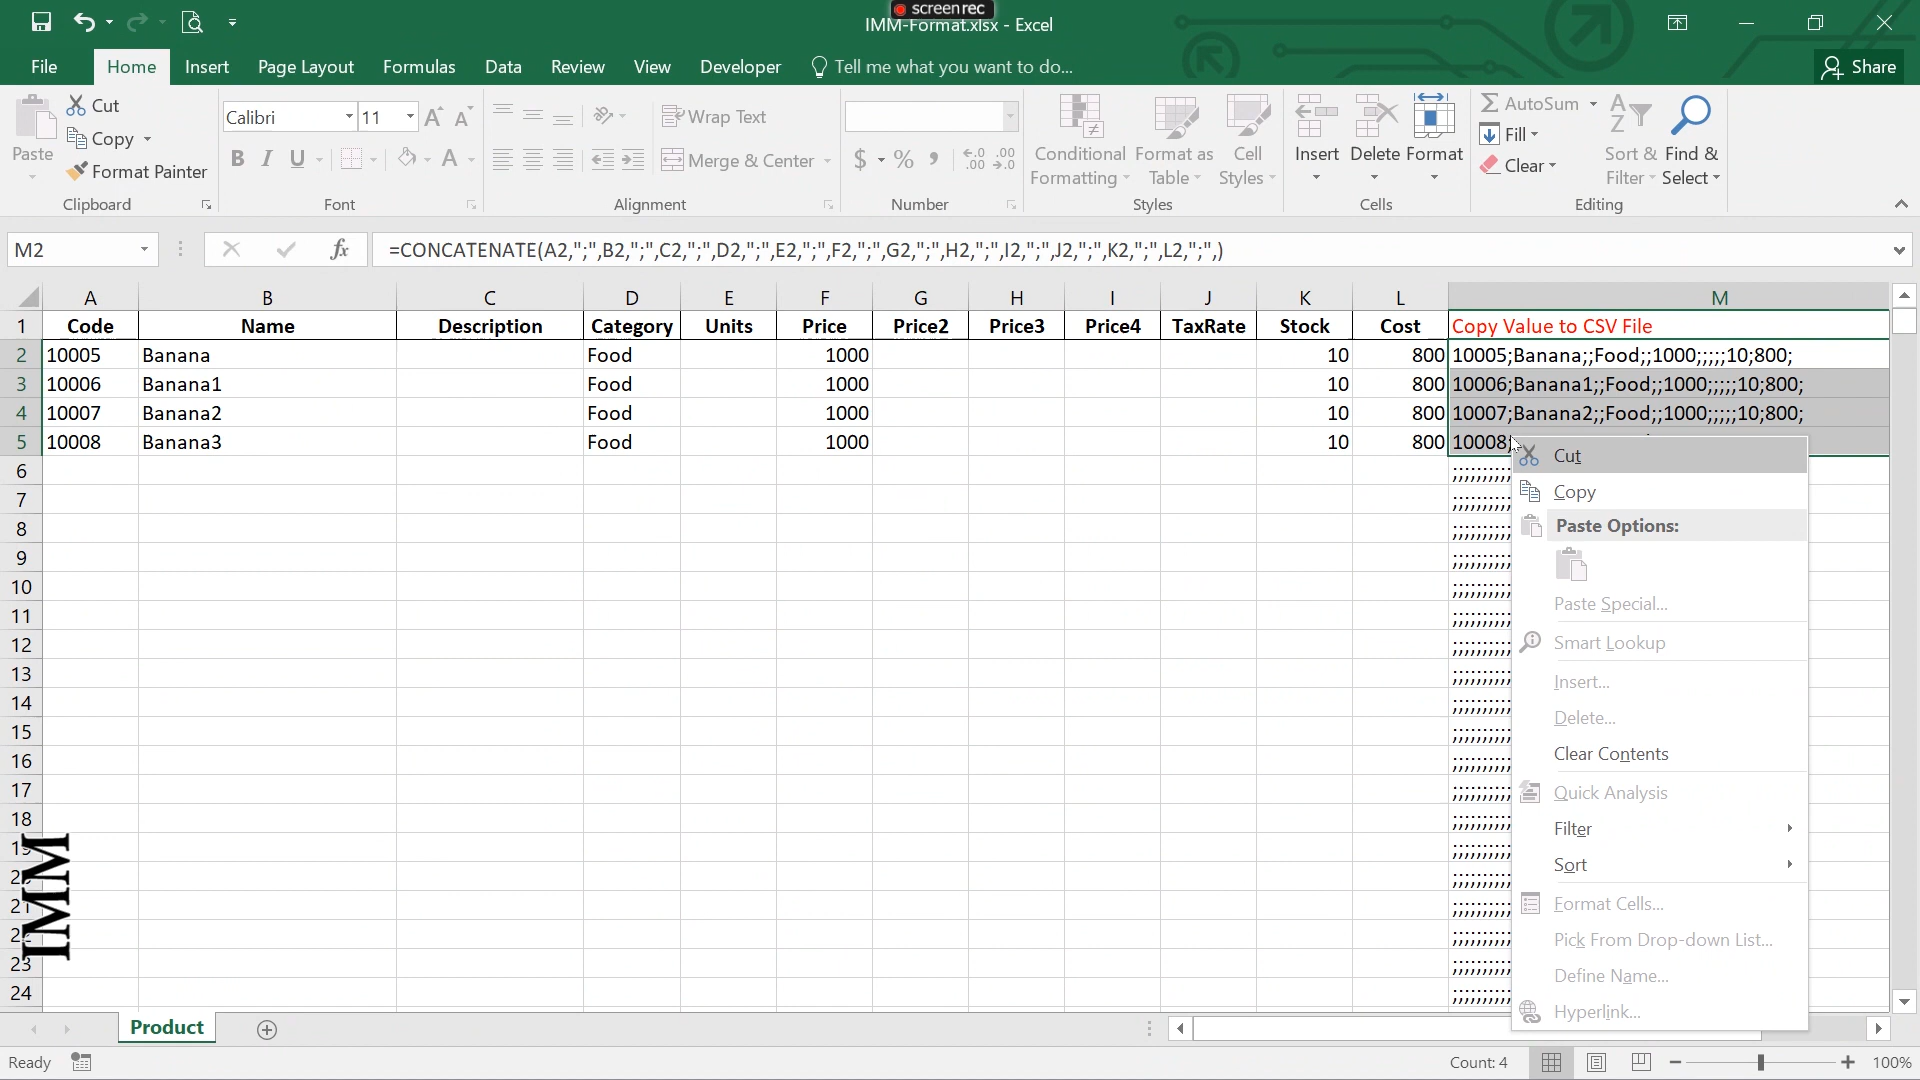 screenrec
IMM-Format.xlsx - Excel
File Home Insert Page Layout Formulas Data Review View Developer Tell me what you want to do... Share
Cut
Copy
Format Painter
Paste
Clipboard
Calibri 11
B I U
Font
Wrap Text
Merge & Center
Alignment
$ % ,
Number
Conditional Formatting
Format as Table
Cell Styles
Styles
Insert Delete Format
Cells
AutoSum
Fill
Clear
Sort & Filter
Find & Select
Editing
M2 fx =CONCATENATE(A2,";",B2,";",C2,";",D2,";",E2,";",F2,";",G2,";",H2,";",I2,";",J2,";",K2,";",L2,";",)
A B C D E F G H I J K L M
1 Code Name Description Category Units Price Price2 Price3 Price4 TaxRate Stock Cost Copy Value to CSV File
2 10005 Banana Food 1000 10 800 10005;Banana;;Food;;1000;;;;;10;800;
3 10006 Banana1 Food 1000 10 800 10006;Banana1;;Food;;1000;;;;;10;800;
4 10007 Banana2 Food 1000 10 800 10007;Banana2;;Food;;1000;;;;;10;800;
5 10008 Banana3 Food 1000 10 800 10008;
6
7
8
9
10
11
12
13
14
15
16
17
18
21
22
23
24
Cut
Copy
Paste Options:
Paste Special...
Smart Lookup
Insert...
Delete...
Clear Contents
Quick Analysis
Filter
Sort
Format Cells...
Pick From Drop-down List...
Define Name...
Hyperlink...
IMM
Product
Ready Count: 4 100%